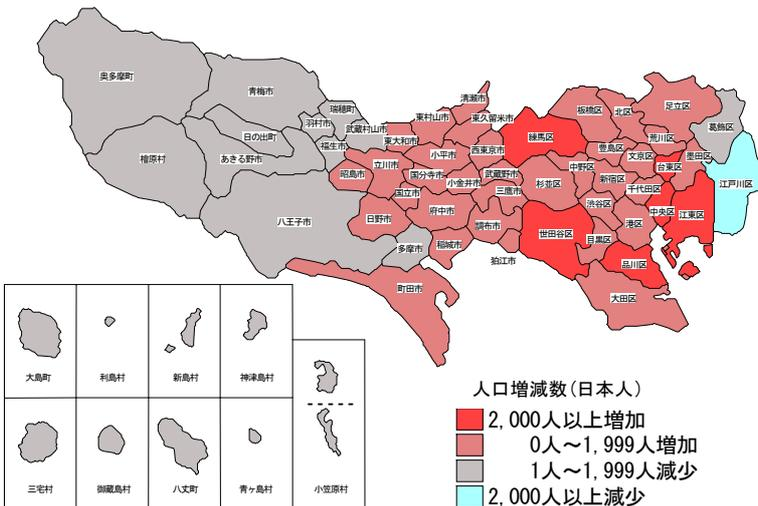 奥多摩町
青梅市
瑞穂町
羽村市
武蔵村山市
日の出町
福生市
檜原村
あきる野市
八王子市
昭島市
立川市
東大和市
東村山市
清瀬市
東久留米市
小平市
西東京市
国分寺市
小金井市
武蔵野市
三鷹市
国立市
府中市
日野市
調布市
多摩市
稲城市
狛江市
町田市
練馬区
板橋区
北区
足立区
葛飾区
豊島区
荒川区
文京区
台東区
墨田区
江戸川区
中野区
杉並区
新宿区
千代田区
渋谷区
中央区
江東区
港区
世田谷区
目黒区
品川区
大田区
大島町
利島村
新島村
神津島村
三宅村
御蔵島村
八丈町
青ヶ島村
小笠原村
人口増減数(日本人)
2,000人以上増加
0人～1,999人増加
1人～1,999人減少
2,000人以上減少